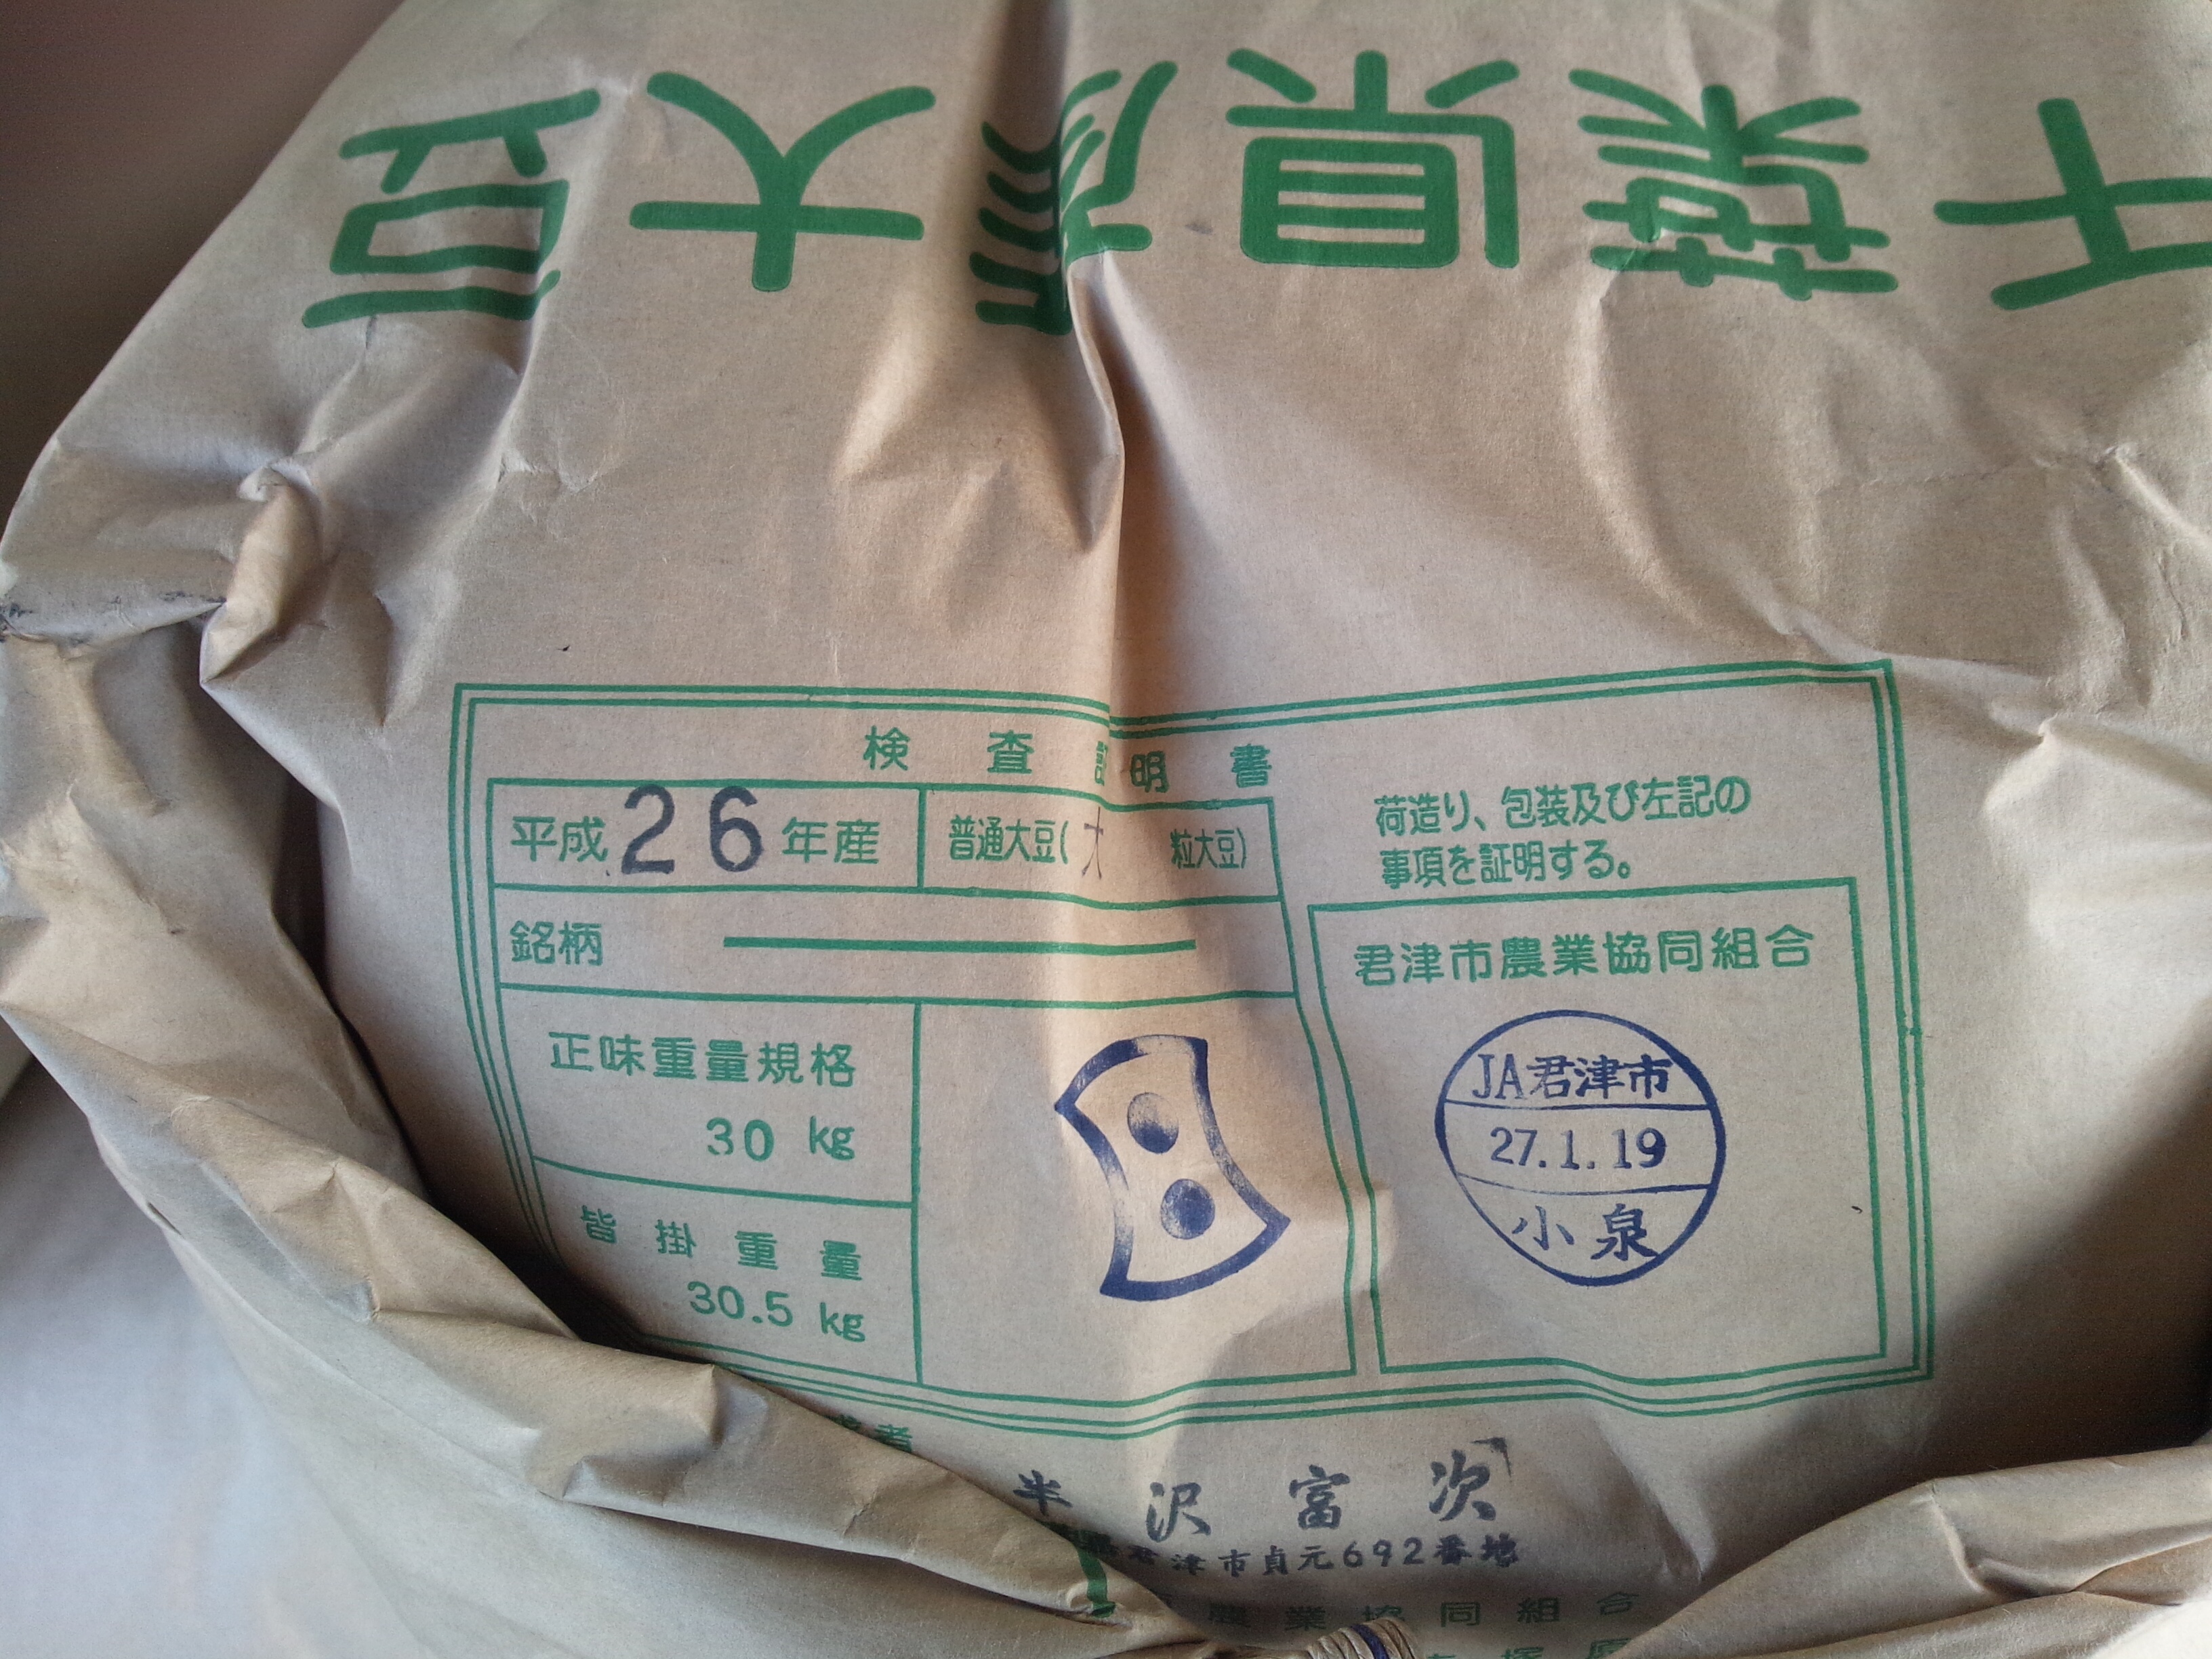 千葉県産大豆
検査証明書
平成26年産
普通大豆(大 粒大豆)
銘柄
正味重量規格
30 kg
皆掛重量
30.5 kg
荷造り、包装及び左記の
事項を証明する。
君津市農業協同組合
JA君津市
27.1.19
小泉
者
半沢富次
君津市貞元692番地
農業協同組合